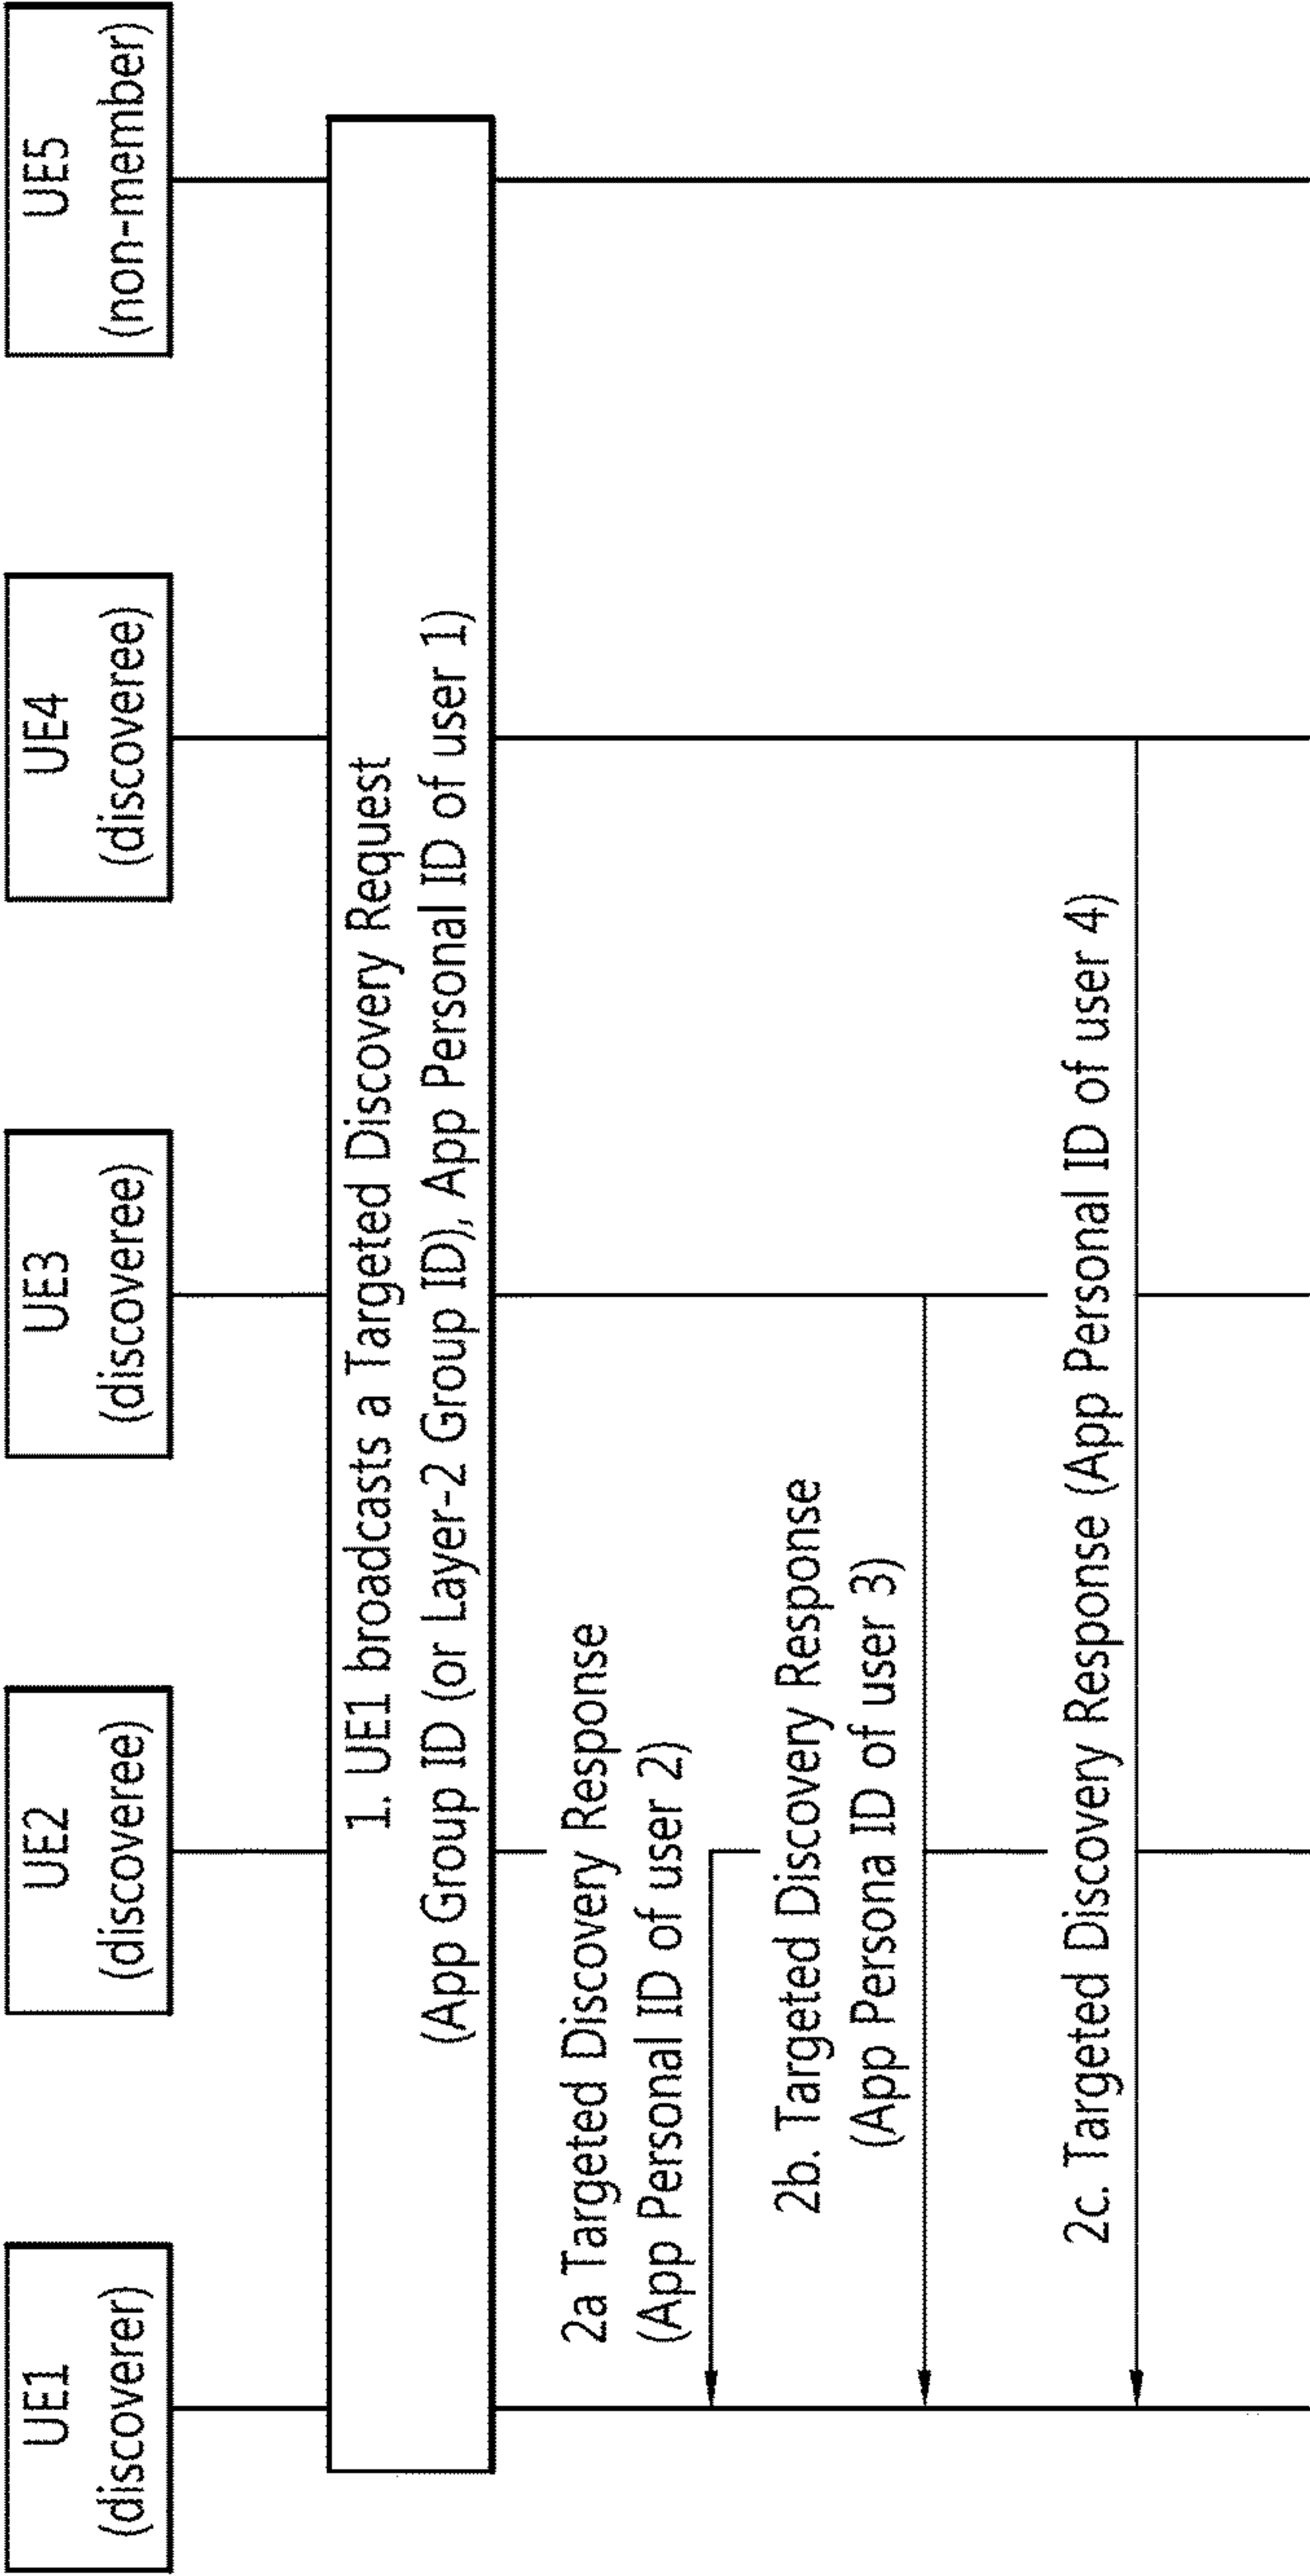 UE1
(discoverer)
UE2
(discoveree)
UE3
(discoveree)
UE4
(discoveree)
UE5
(non-member)
1. UE1 broadcasts a Targeted Discovery Request
(App Group ID (or Layer-2 Group ID), App Personal ID of user 1)
2a Targeted Discovery Response
(App Personal ID of user 2)
2b. Targeted Discovery Response
(App Persona ID of user 3)
2c. Targeted Discovery Response (App Personal ID of user 4)